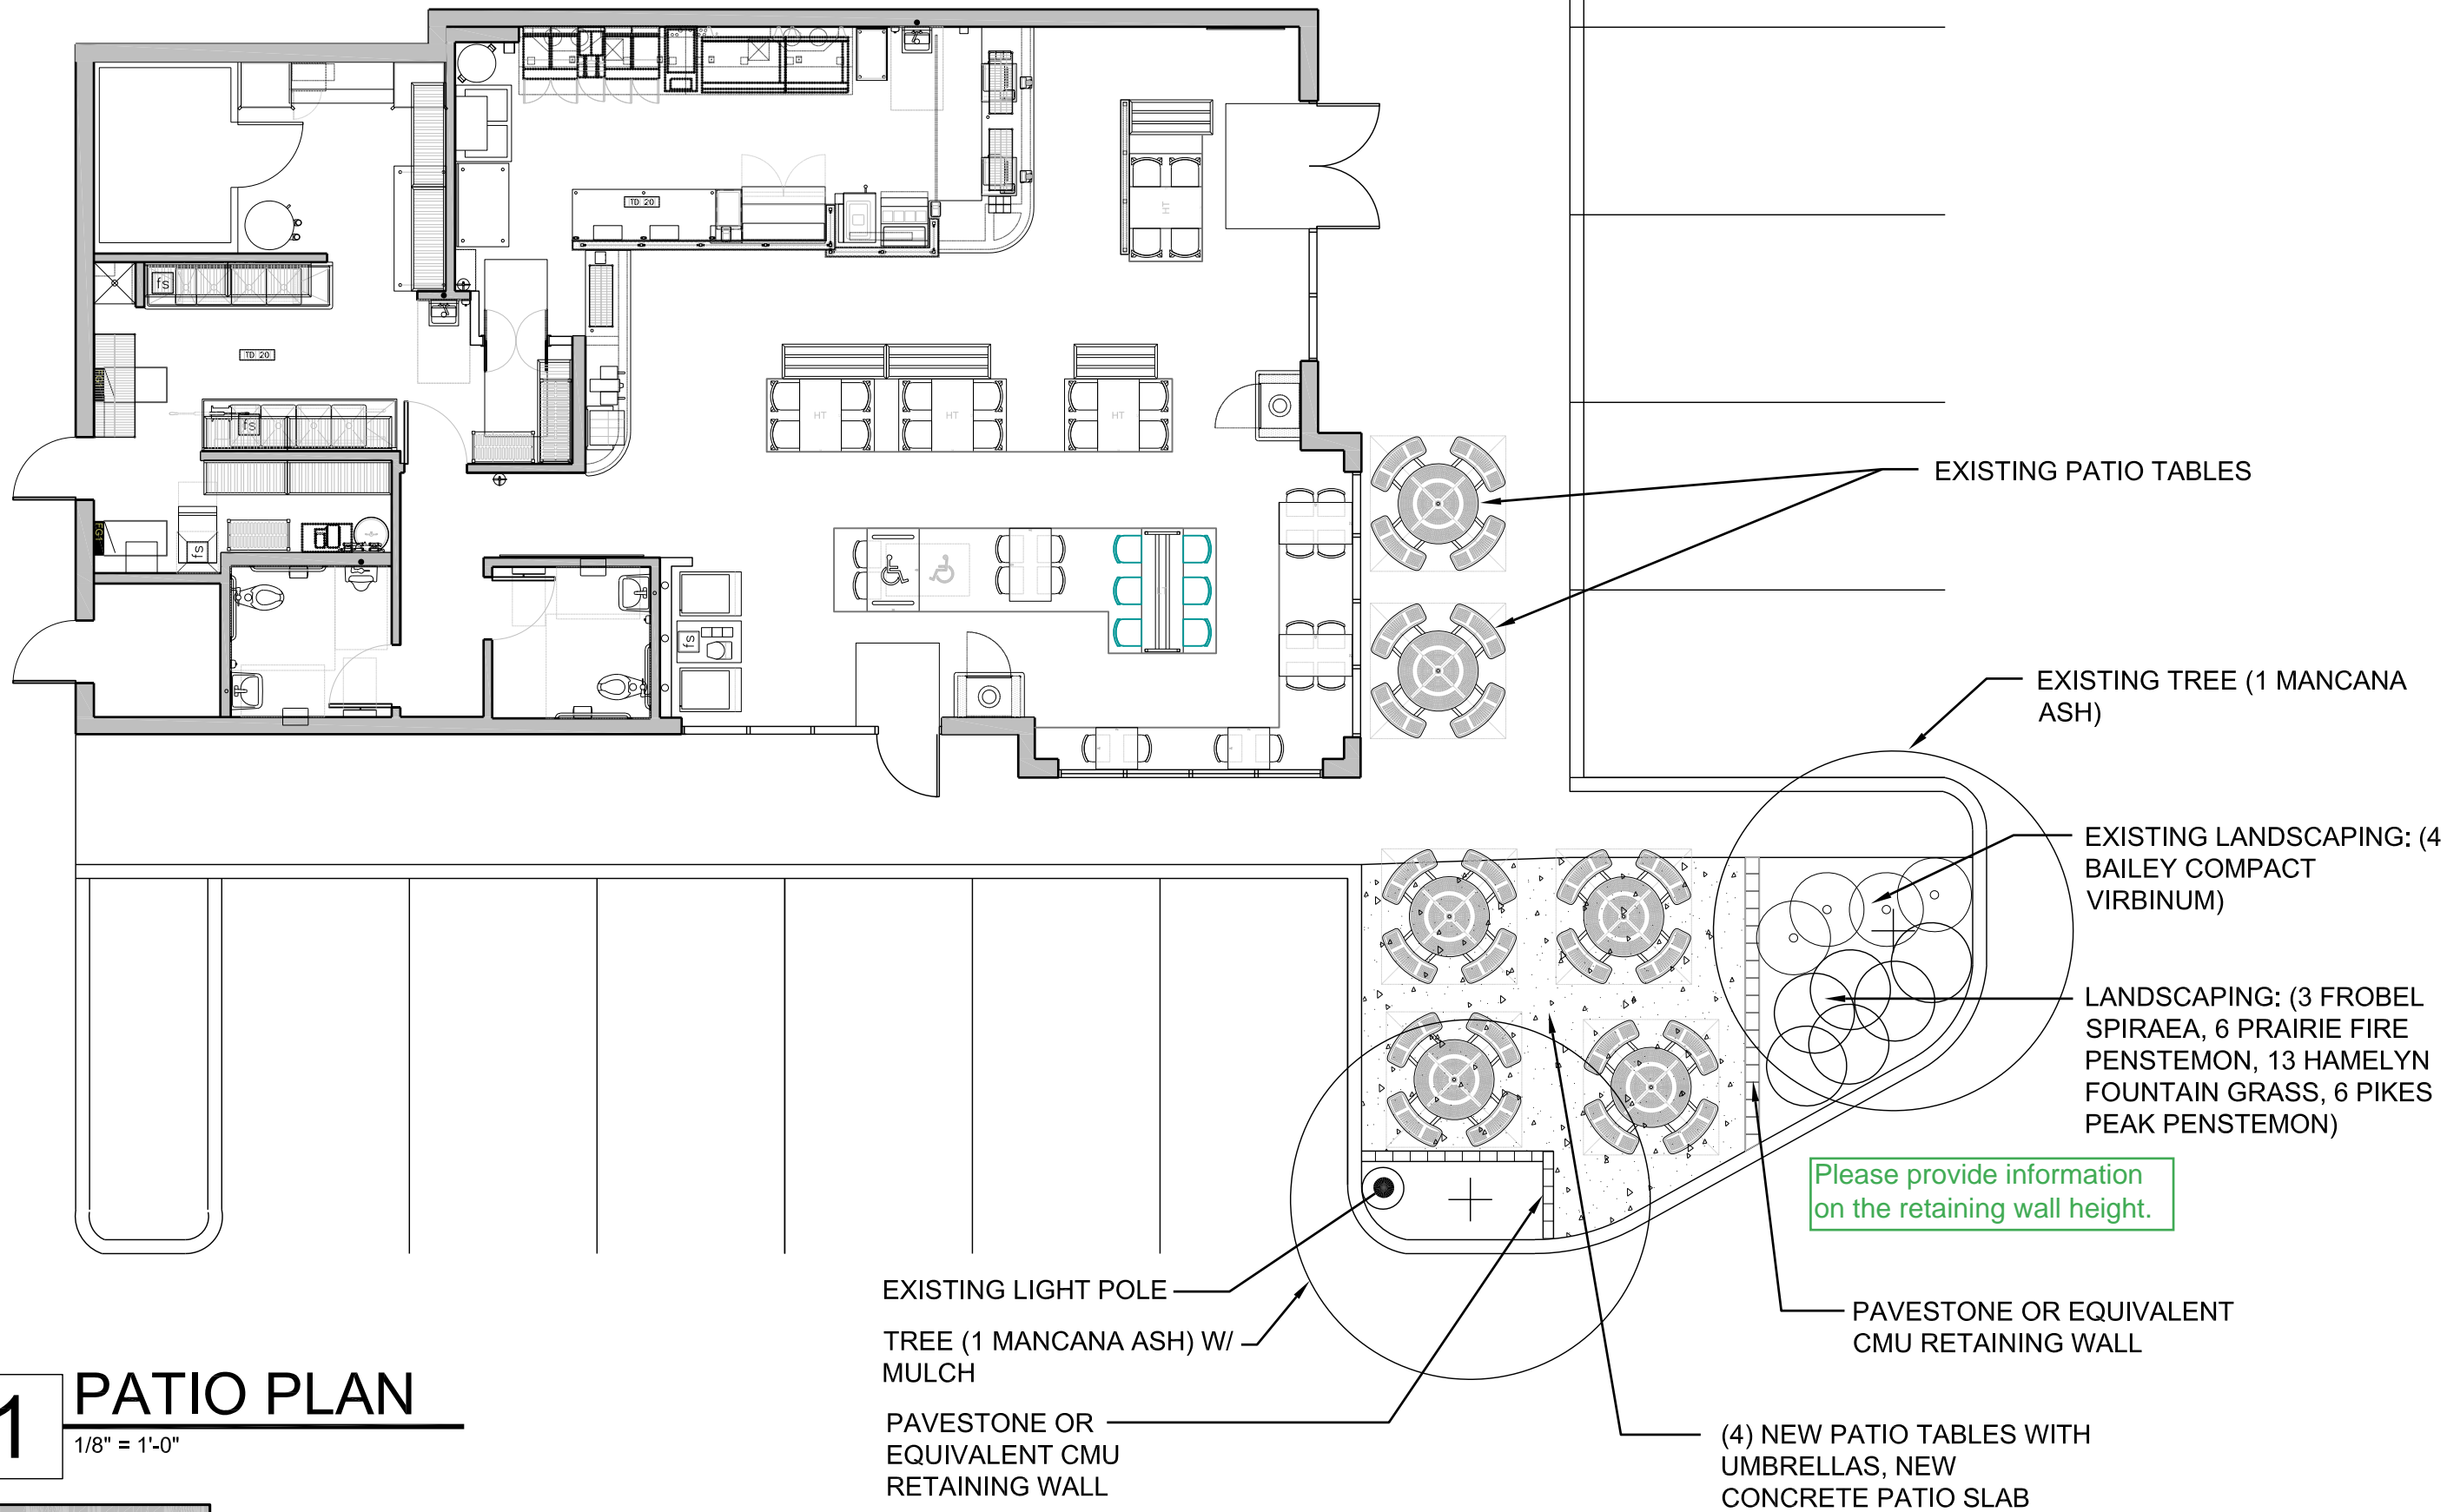 TD 20
HT
fs
TD 20
HT
HT
HT
fs
EXISTING PATIO TABLES
fs
fs
EXISTING TREE (1 MANCANA
ASH)
EXISTING LANDSCAPING: (4
BAILEY COMPACT
VIRBINUM)
LANDSCAPING: (3 FROBEL
SPIRAEA, 6 PRAIRIE FIRE
PENSTEMON, 13 HAMELYN
FOUNTAIN GRASS, 6 PIKES
PEAK PENSTEMON)
Please provide information
on the retaining wall height.
EXISTING LIGHT POLE
TREE (1 MANCANA ASH) W/
MULCH
PAVESTONE OR
EQUIVALENT CMU
RETAINING WALL
PAVESTONE OR EQUIVALENT
CMU RETAINING WALL
(4) NEW PATIO TABLES WITH
UMBRELLAS, NEW
CONCRETE PATIO SLAB
1
PATIO PLAN
1/8" = 1'-0"